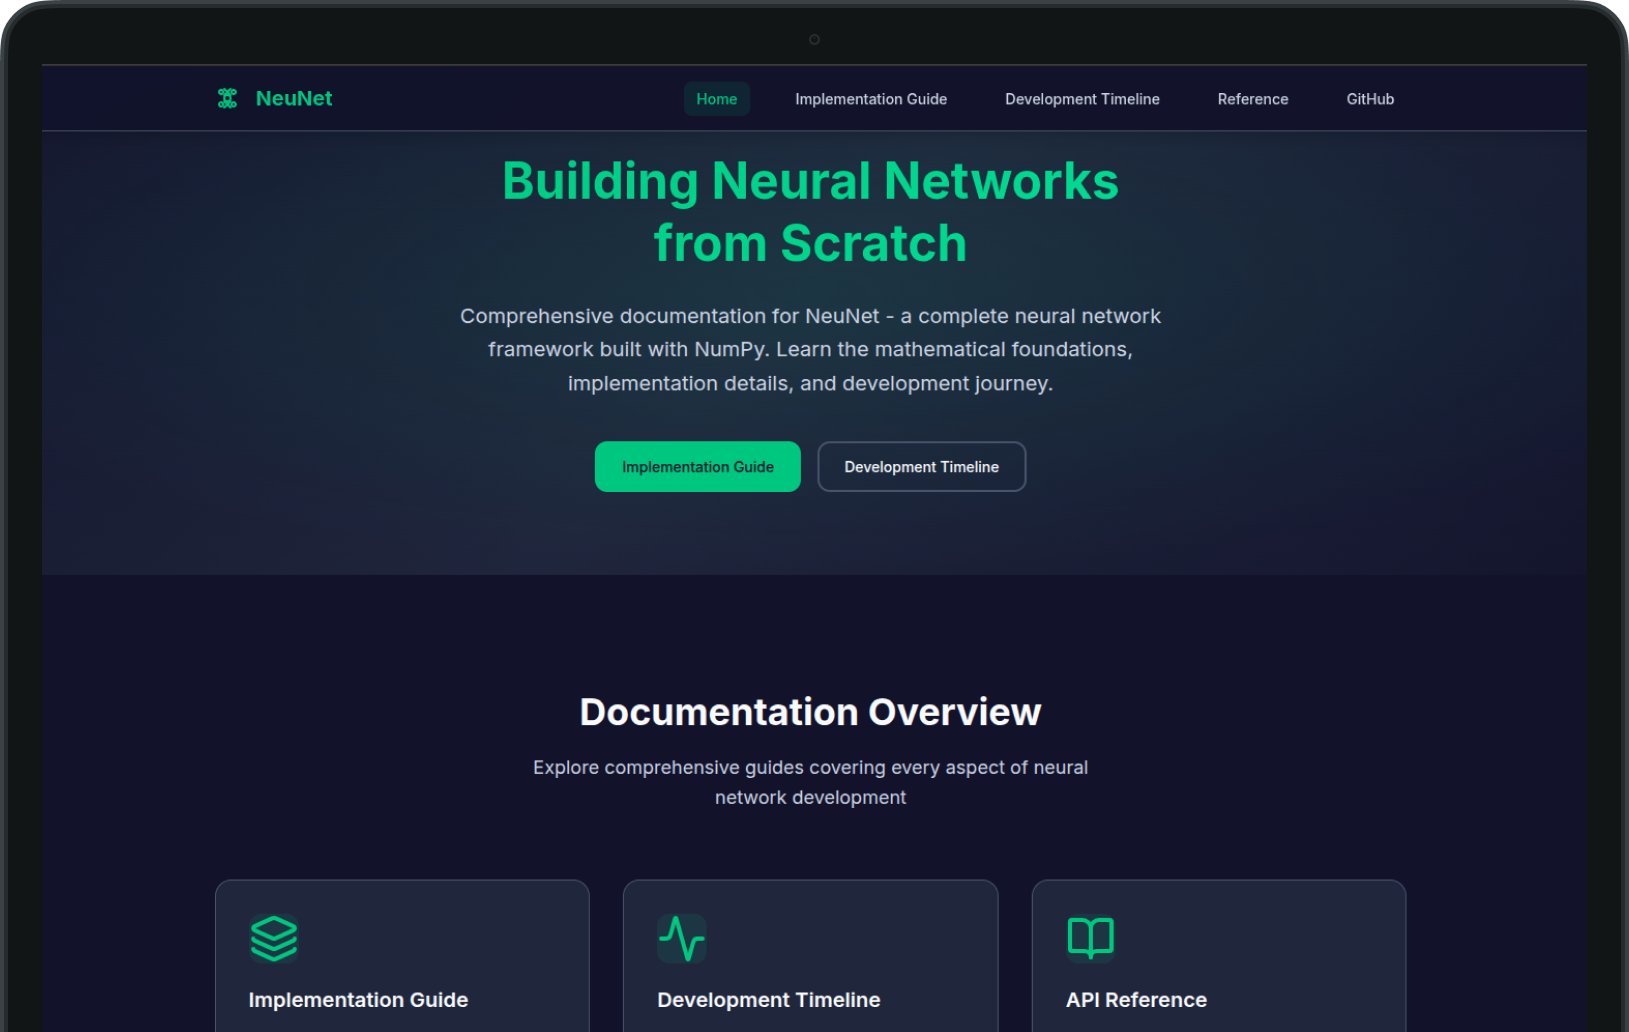 NeuNet
Home
Implementation Guide
Development Timeline
Reference
GitHub
Building Neural Networks
from Scratch
Comprehensive documentation for NeuNet - a complete neural network
framework built with NumPy. Learn the mathematical foundations,
implementation details, and development journey.
Implementation Guide
Development Timeline
Documentation Overview
Explore comprehensive guides covering every aspect of neural
network development
Implementation Guide
Development Timeline
API Reference